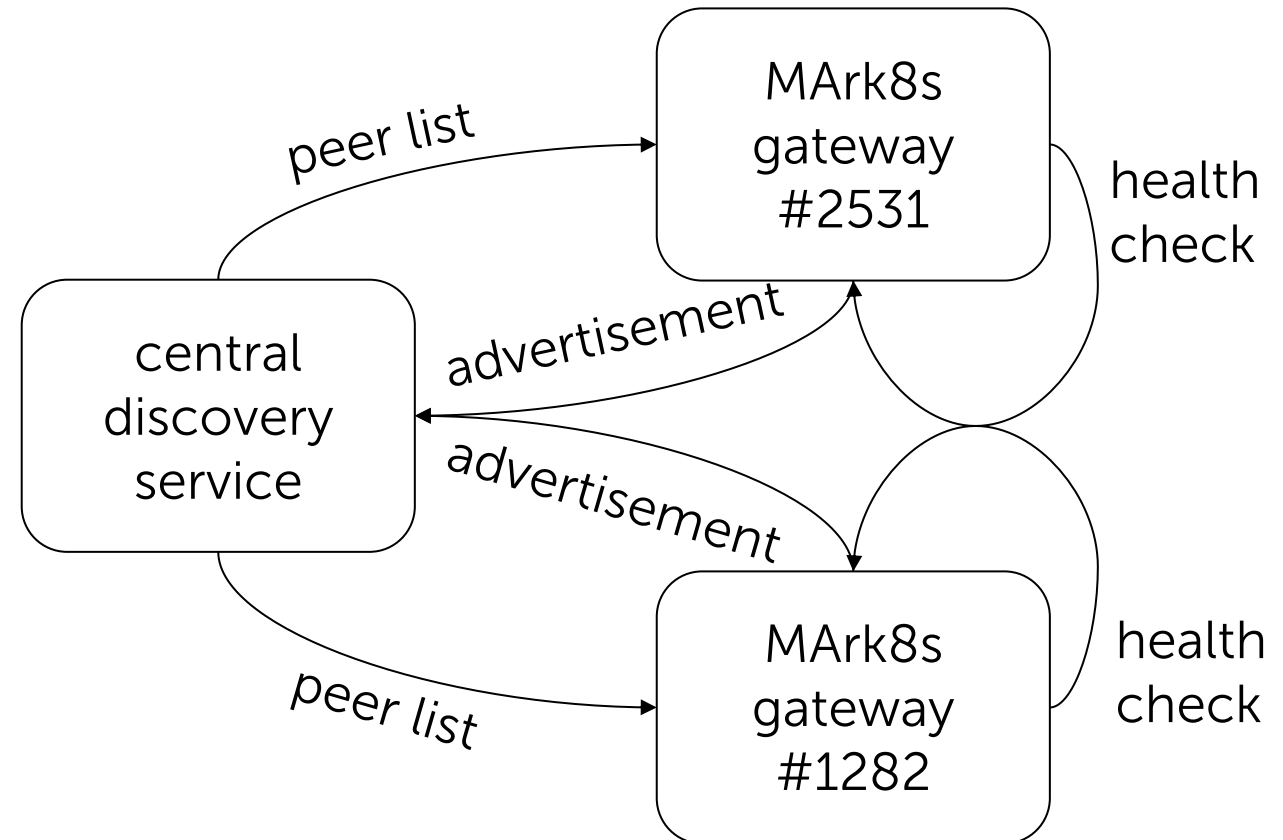 peer list
MArk8s
gateway
#2531
health
check
advertisement
central
discovery
service
advertisement
peer list
MArk8s
gateway
#1282
health
check